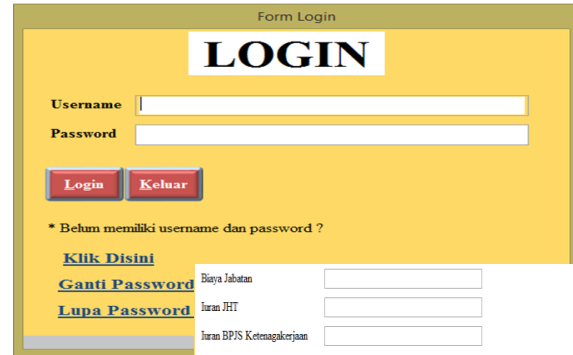 Form Login
LOGIN
Username
Password
Login Keluar
* Belum memiliki username dan password ?
Klik Disini
Ganti Password
Lupa Password
Biaya Jabatan
Iuran JHT
Iuran BPJS Ketenagakerjaan